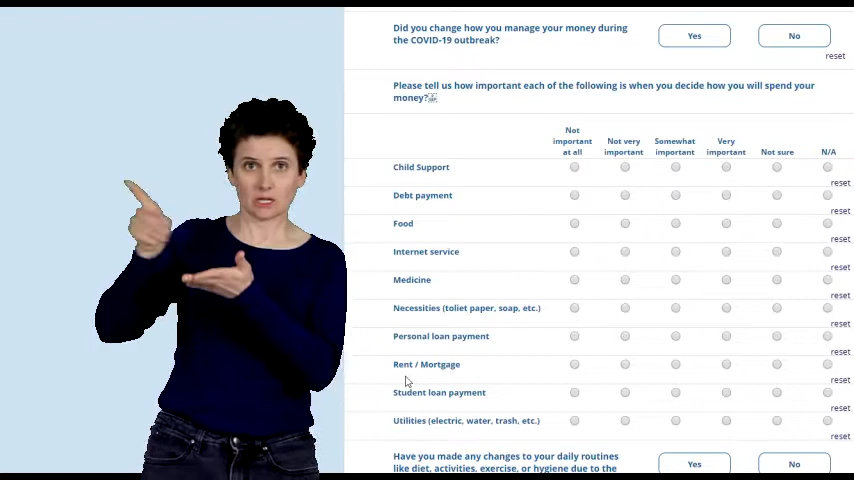 Did you change how you manage your money during
the COVID-19 outbreak?
Yes
No
reset
Please tell us how important each of the following is when you decide how you will spend your
money?
Not important at all
Not very important
Somewhat important
Very important
Not sure
N/A
Child Support
reset
Debt payment
reset
Food
reset
Internet service
reset
Medicine
reset
Necessities (toliet paper, soap, etc.)
reset
Personal loan payment
reset
Rent / Mortgage
reset
Student loan payment
reset
Utilities (electric, water, trash, etc.)
reset
Have you made any changes to your daily routines
like diet, activities, exercise, or hygiene due to the
Yes
No